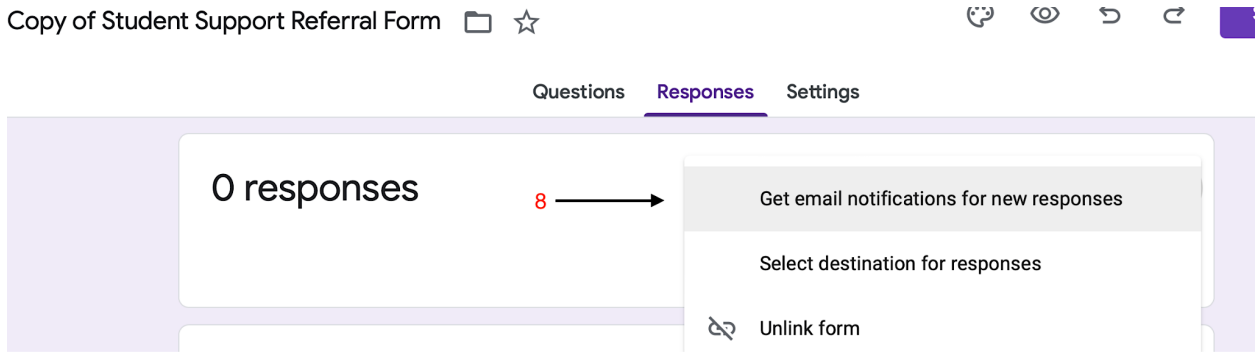 Copy of Student Support Referral Form
Questions Responses Settings
0 responses
8
Get email notifications for new responses
Select destination for responses
Unlink form